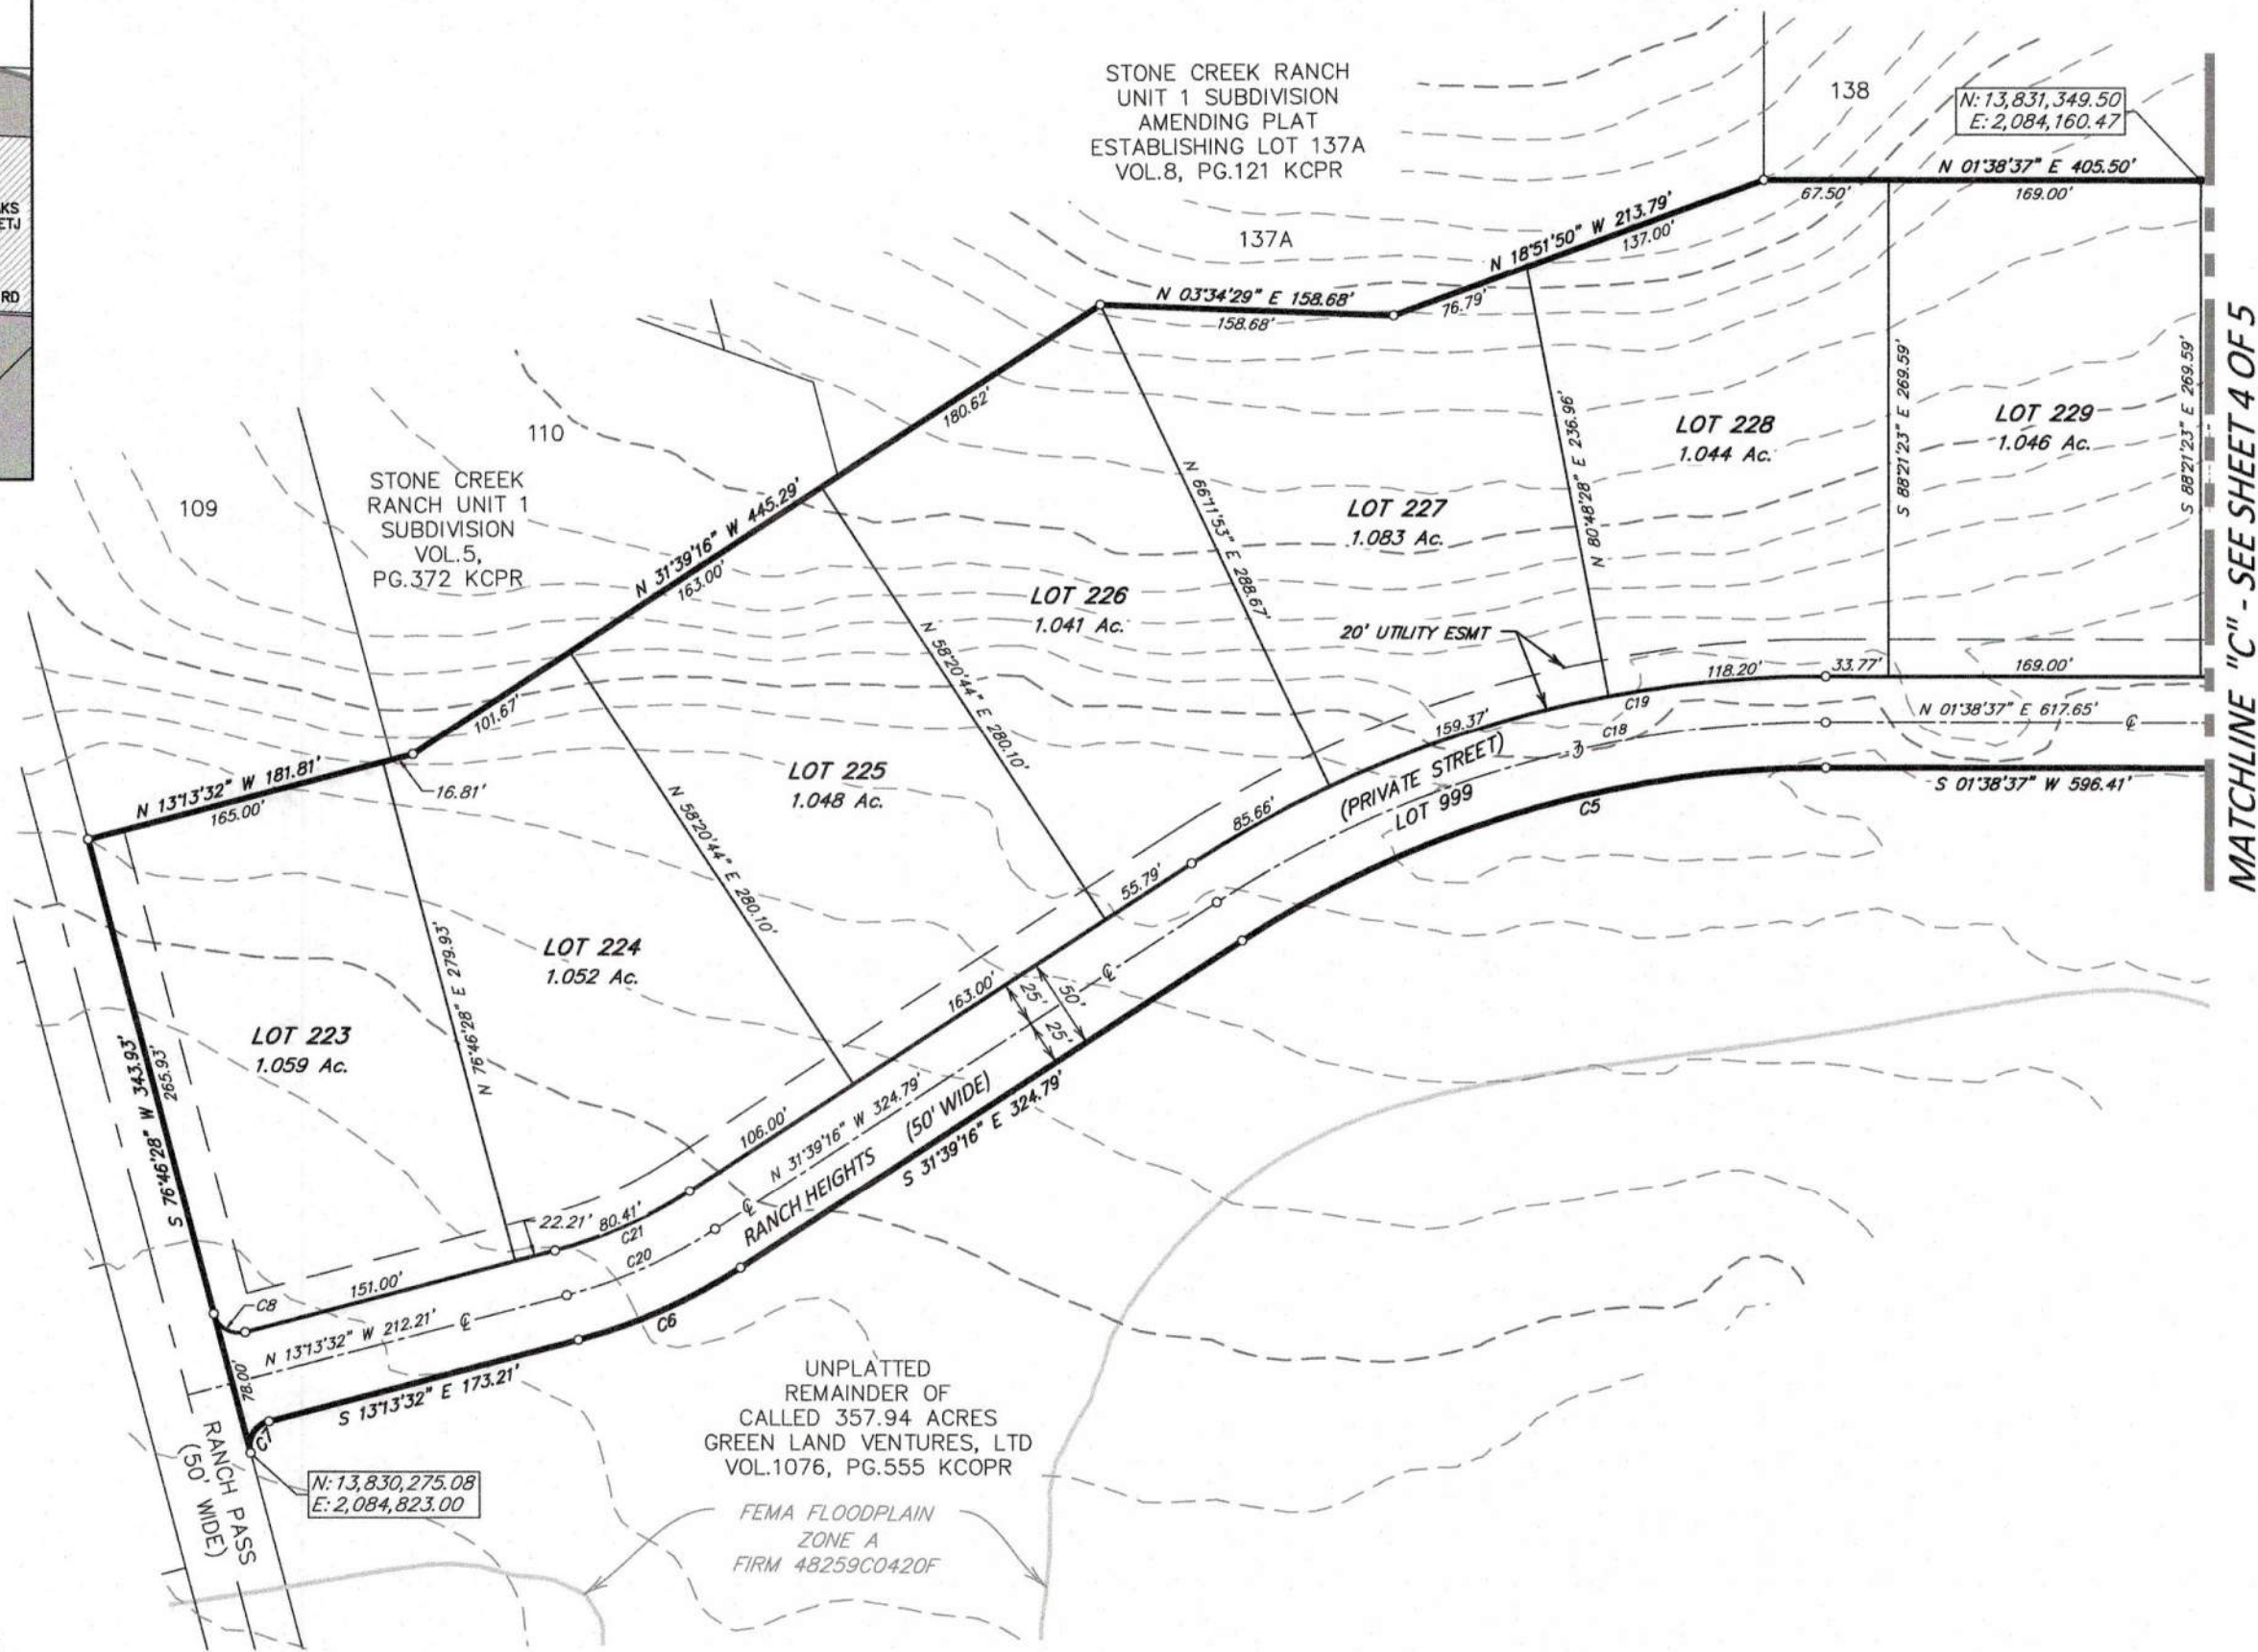 KS
ETJ
RD
STONE CREEK RANCH
UNIT 1 SUBDIVISION
AMENDING PLAT
ESTABLISHING LOT 137A
VOL.8, PG.121 KCPR
138
N: 13,831,349.50
E: 2,084,160.47
N 01°38'37" E 405.50'
67.50'
169.00'
137A
N 18°51'50" W 213.79'
137.00'
76.79'
N 03°34'29" E 158.68'
158.68'
180.62'
110
109
STONE CREEK
RANCH UNIT 1
SUBDIVISION
VOL.5,
PG.372 KCPR
N 31°39'16" W 445.29'
163.00'
101.67'
N 13°13'32" W 181.81'
165.00'
16.81'
LOT 229
1.046 Ac.
S 88°21'23" E 269.59'
S 88°21'23" E 269.59'
LOT 228
1.044 Ac.
N 80°48'28" E 236.96'
LOT 227
1.083 Ac.
N 66°11'53" E 288.67'
LOT 226
1.041 Ac.
N 58°20'44" E 280.10'
LOT 225
1.048 Ac.
N 58°20'44" E 280.10'
LOT 224
1.052 Ac.
N 76°46'28" E 279.93'
LOT 223
1.059 Ac.
S 76°46'28" W 343.93'
265.93'
20' UTILITY ESMT
118.20'
33.77'
169.00'
C19
C18
159.37'
85.66'
55.79'
163.00'
106.00'
80.41'
22.21'
C21
C20
151.00'
C8
N 01°38'37" E 617.65'
℄
S 01°38'37" W 596.41'
C5
(PRIVATE STREET)
LOT 999
℄
25'
50'
25'
℄
N 31°39'16" W 324.79'
℄
RANCH HEIGHTS (50' WIDE)
S 31°39'16" E 324.79'
C6
N 13°13'32" W 212.21'
℄
S 13°13'32" E 173.21'
78.00'
C7
RANCH PASS
(50' WIDE)
N: 13,830,275.08
E: 2,084,823.00
UNPLATTED
REMAINDER OF
CALLED 357.94 ACRES
GREEN LAND VENTURES, LTD
VOL.1076, PG.555 KCOPR
FEMA FLOODPLAIN
ZONE A
FIRM 48259C0420F
MATCHLINE "C" - SEE SHEET 4 OF 5